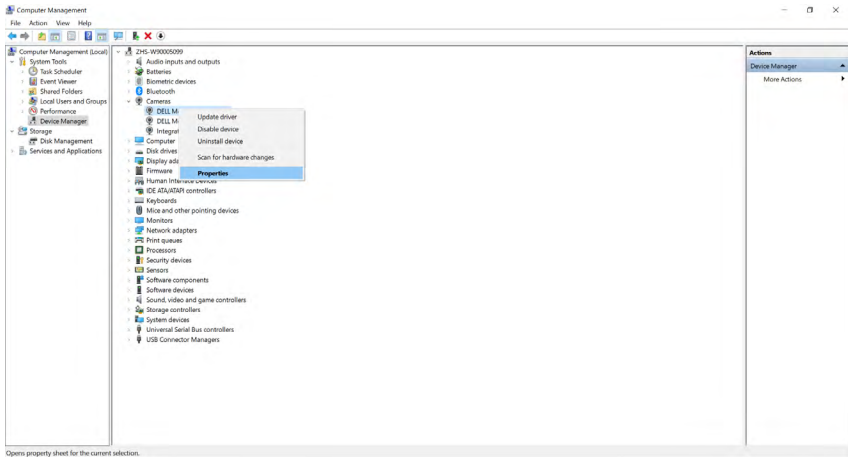 Computer Management
File Action View Help
Computer Management (Local)
System Tools
Task Scheduler
Event Viewer
Shared Folders
Local Users and Groups
Performance
Device Manager
Storage
Disk Management
Services and Applications
ZHS-W90005099
Audio inputs and outputs
Batteries
Biometric devices
Bluetooth
Cameras
DELL M
DELL M
Integrat
Computer
Disk drives
Display ada
Firmware
Human Interface Devices
IDE ATA/ATAPI controllers
Keyboards
Mice and other pointing devices
Monitors
Network adapters
Print queues
Processors
Security devices
Sensors
Software components
Software devices
Sound, video and game controllers
Storage controllers
System devices
Universal Serial Bus controllers
USB Connector Managers
Update driver
Disable device
Uninstall device
Scan for hardware changes
Properties
Actions
Device Manager
More Actions
Opens property sheet for the current selection.